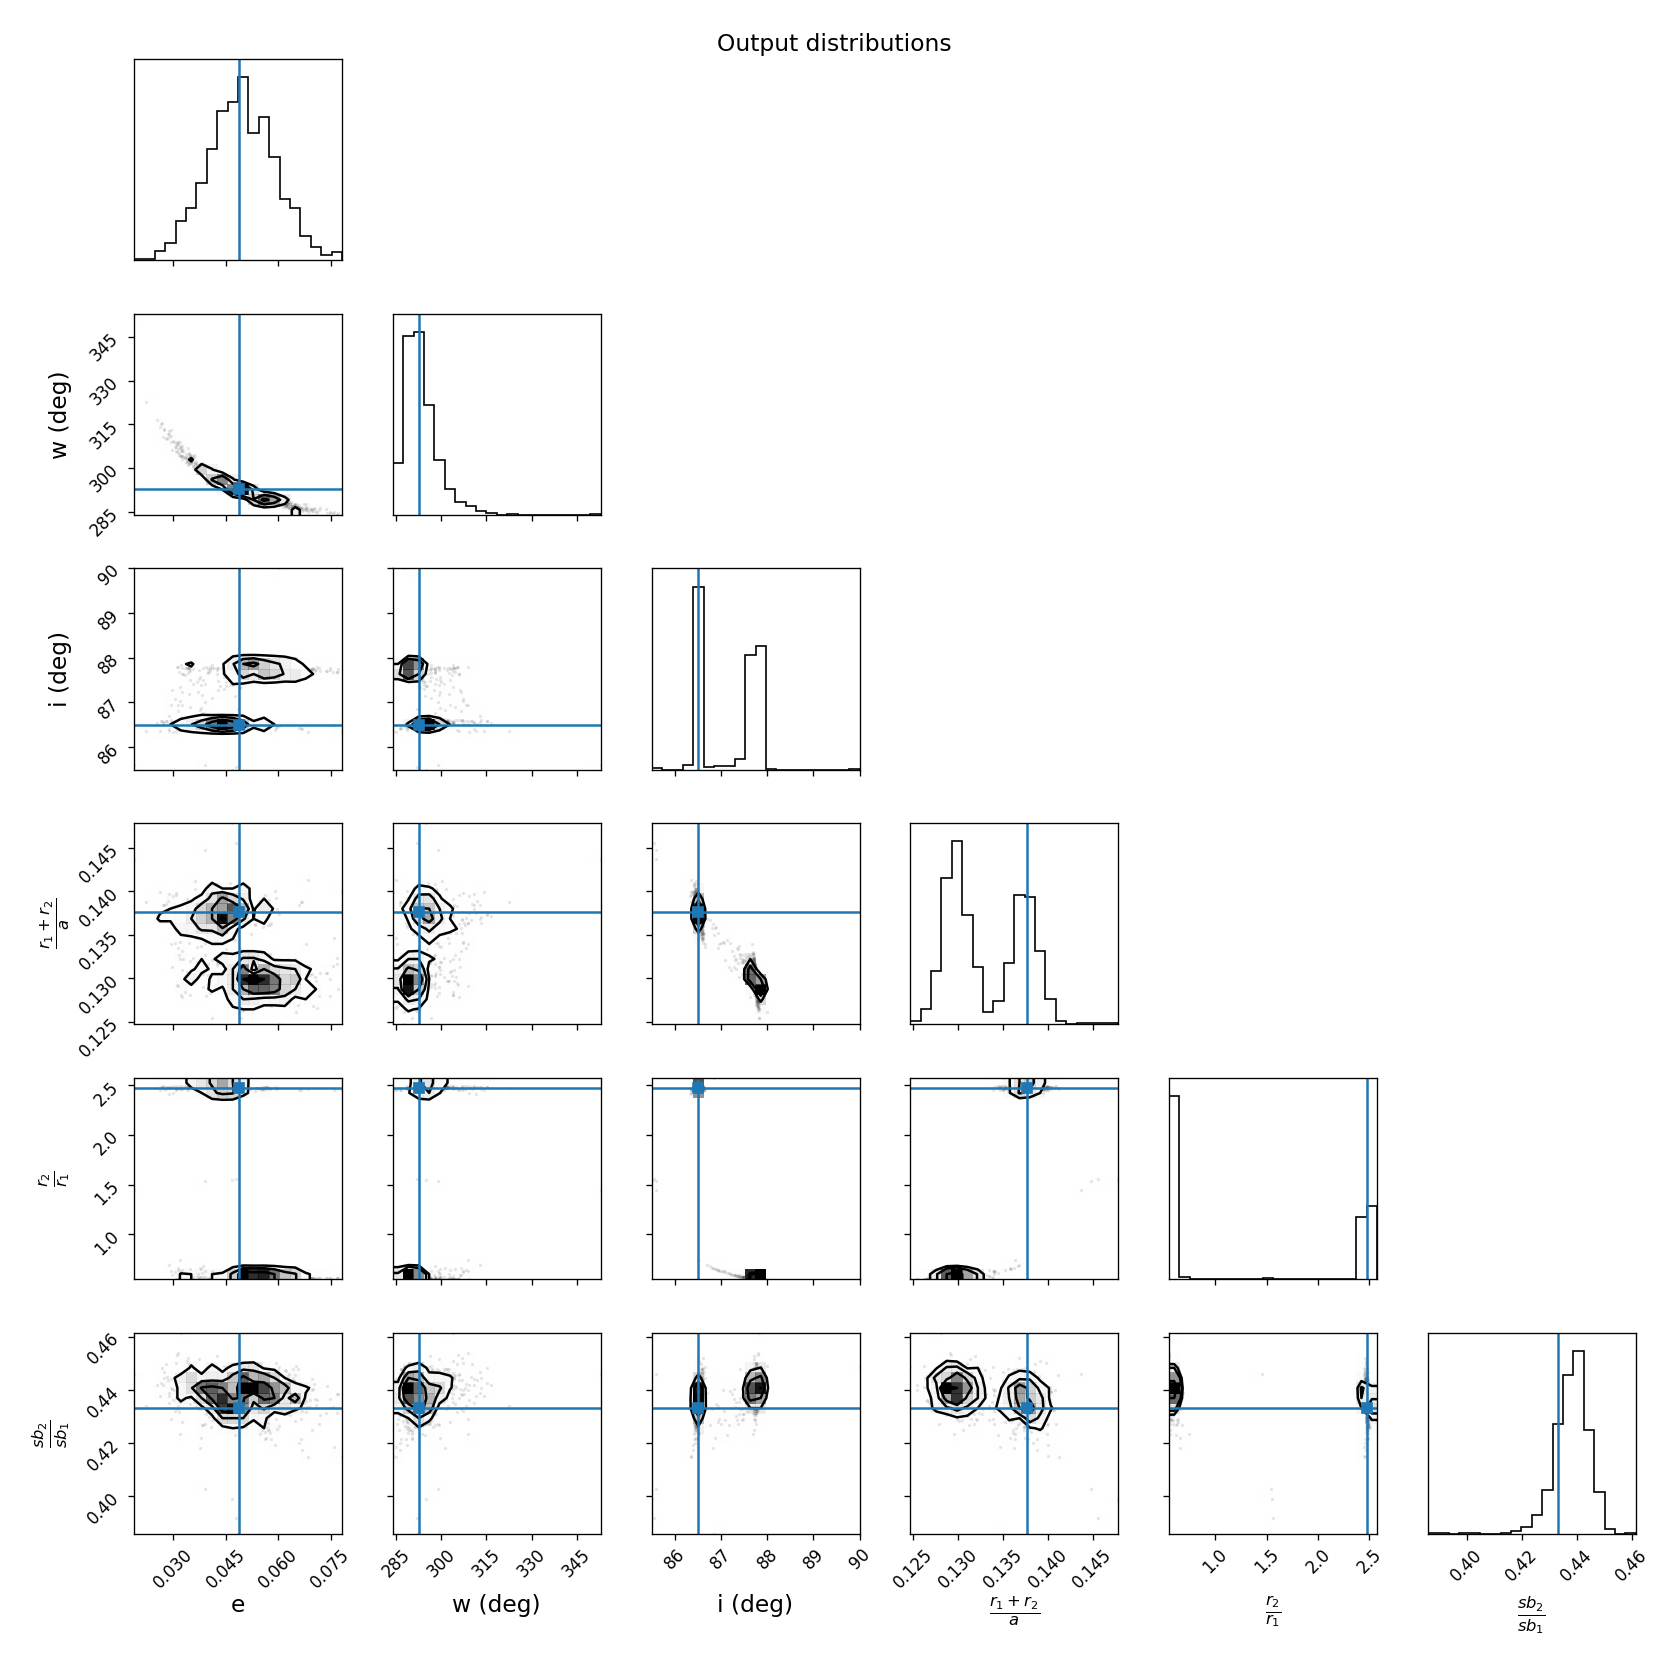 Output distributions
w (deg)
345
330
315
300
285
i (deg)
90
89
88
87
86
r₁ + r₂
a
0.145
0.140
0.135
0.130
0.125
r₂
r₁
2.5
2.0
1.5
1.0
sb₂
sb₁
0.46
0.44
0.42
0.40
0.030 0.045 0.060 0.075
285 300 315 330 345
86 87 88 89 90
0.125 0.130 0.135 0.140 0.145
1.0 1.5 2.0 2.5
0.40 0.42 0.44 0.46
e
w (deg)
i (deg)
r₁ + r₂
a
r₂
r₁
sb₂
sb₁